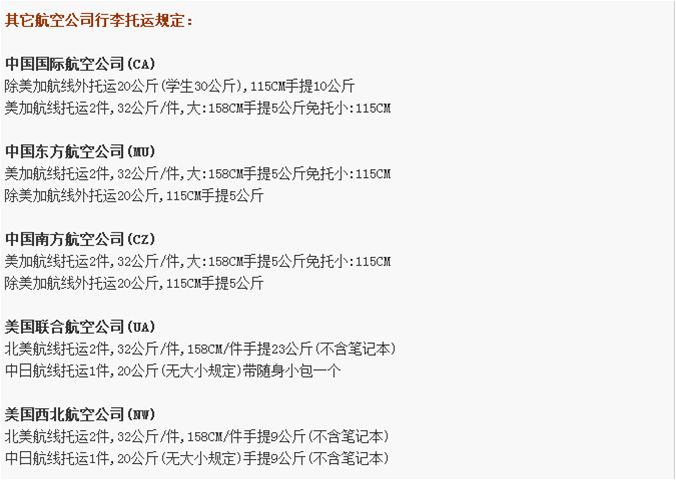 其它航空公司行李托运规定：
中国国际航空公司(CA)
除美加航线外托运20公斤(学生30公斤),115CM手提10公斤
美加航线托运2件,32公斤/件,大:158CM手提5公斤免托小:115CM
中国东方航空公司(MU)
美加航线托运2件,32公斤/件,大:158CM手提5公斤免托小:115CM
除美加航线外托运20公斤,115CM手提5公斤
中国南方航空公司(CZ)
美加航线托运2件,32公斤/件,大:158CM手提5公斤免托小:115CM
除美加航线外托运20公斤,115CM手提5公斤
美国联合航空公司(UA)
北美航线托运2件,32公斤/件,158CM/件手提23公斤(不含笔记本)
中日航线托运1件,20公斤(无大小规定)带随身小包一个
美国西北航空公司(NW)
北美航线托运2件,32公斤/件,158CM/件手提9公斤(不含笔记本)
中日航线托运1件,20公斤(无大小规定)手提9公斤(不含笔记本)